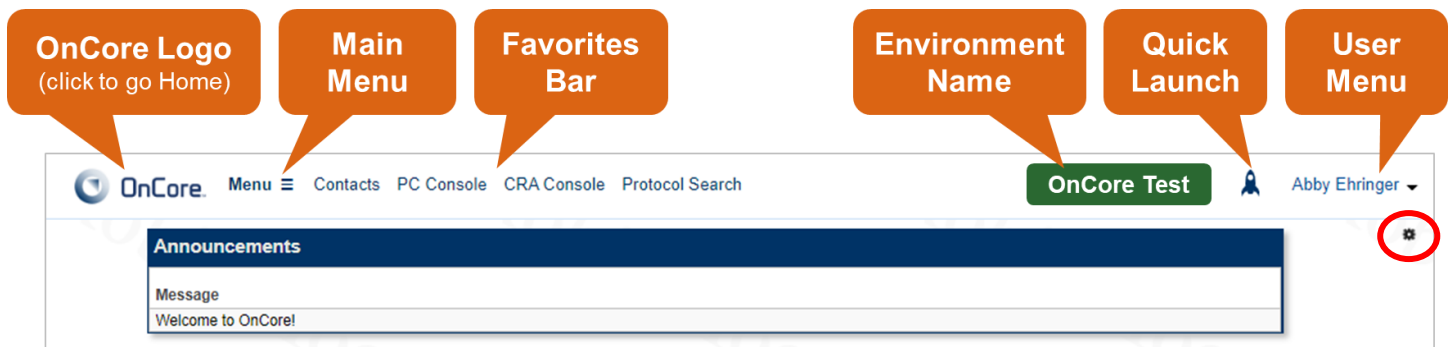 OnCore Logo
(click to go Home)
Main
Menu
Favorites
Bar
Environment
Name
Quick
Launch
User
Menu
OnCore. Menu ≡ Contacts PC Console CRA Console Protocol Search OnCore Test Abby Ehringer
Announcements
Message
Welcome to OnCore!